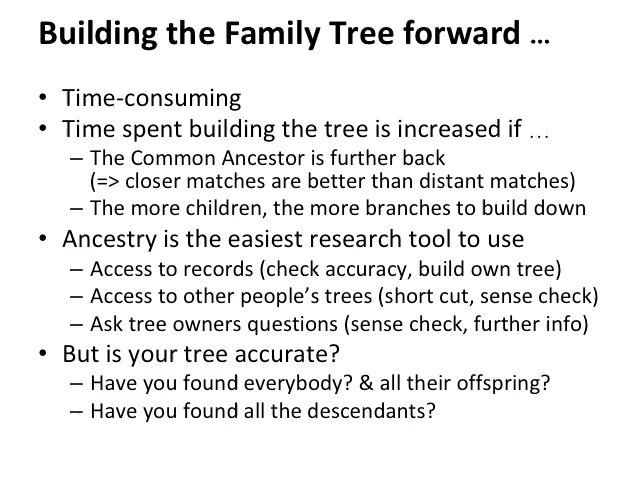 Building the Family Tree forward …
• Time-consuming
• Time spent building the tree is increased if …
– The Common Ancestor is further back
(=> closer matches are better than distant matches)
– The more children, the more branches to build down
• Ancestry is the easiest research tool to use
– Access to records (check accuracy, build own tree)
– Access to other people’s trees (short cut, sense check)
– Ask tree owners questions (sense check, further info)
• But is your tree accurate?
– Have you found everybody? & all their offspring?
– Have you found all the descendants?